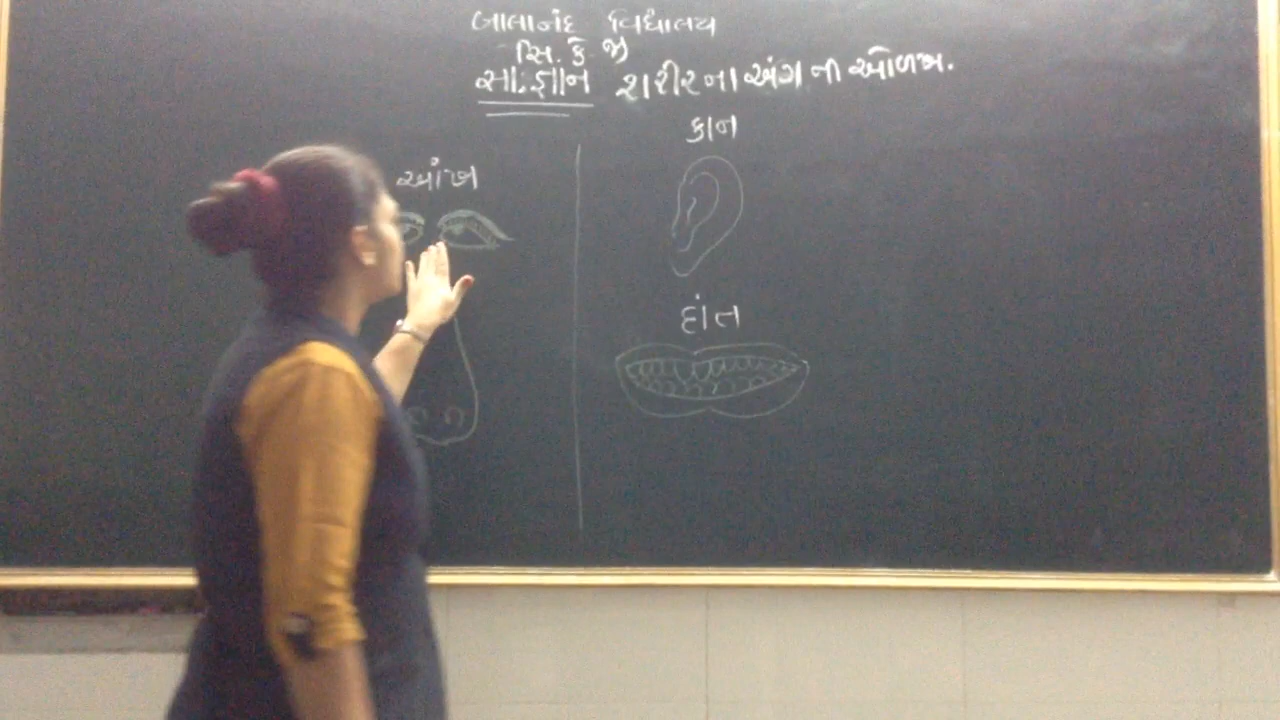 બાલાનંદ વિધાલય
સિ. કે. જી
સા.જ્ઞાન શરીરના અંગ ની ઓળખ.
કાન
આંખ
દાંત